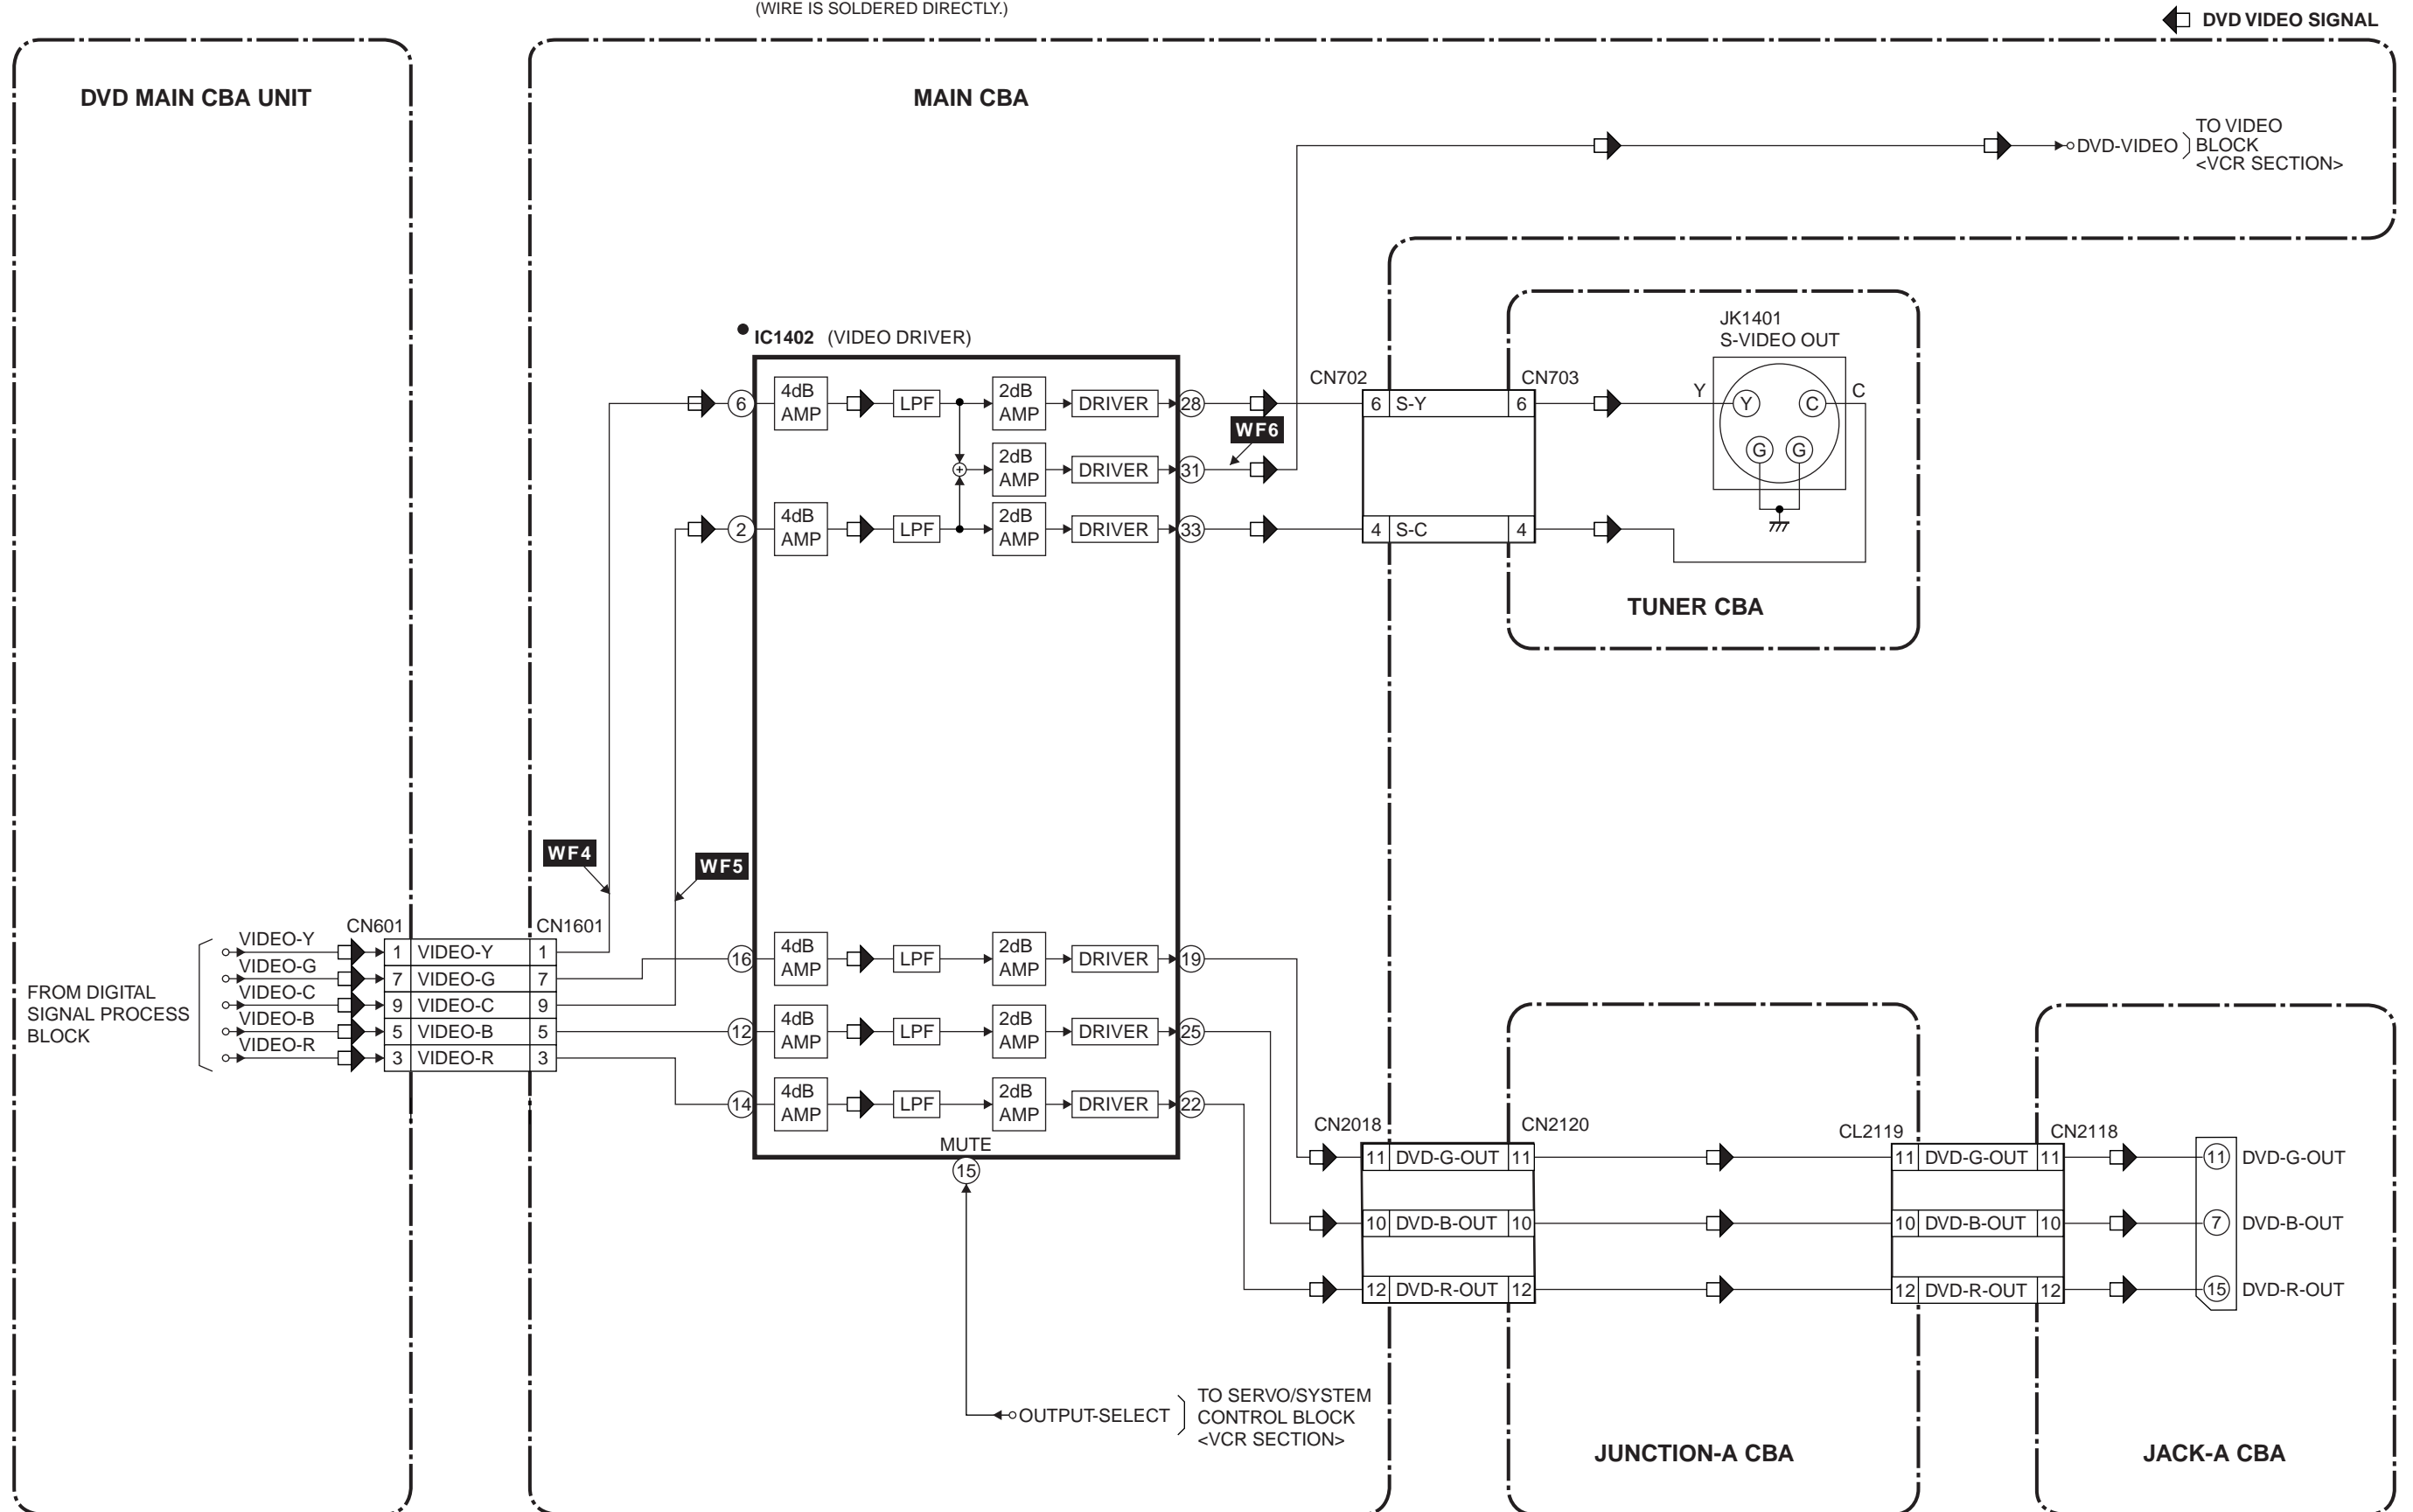 (WIRE IS SOLDERED DIRECTLY.)
DVD VIDEO SIGNAL
DVD MAIN CBA UNIT
MAIN CBA
DVD-VIDEO
TO VIDEO
BLOCK
<VCR SECTION>
IC1402 (VIDEO DRIVER)
6
4dB
AMP
LPF
2dB
AMP
DRIVER
28
WF6
2dB
AMP
DRIVER
31
2
4dB
AMP
LPF
2dB
AMP
DRIVER
33
CN702
CN703
6 S-Y 6
4 S-C 4
JK1401
S-VIDEO OUT
Y
C
Y
C
G
G
TUNER CBA
WF4
WF5
FROM DIGITAL
SIGNAL PROCESS
BLOCK
VIDEO-Y
VIDEO-G
VIDEO-C
VIDEO-B
VIDEO-R
CN601
CN1601
1 VIDEO-Y 1
7 VIDEO-G 7
9 VIDEO-C 9
5 VIDEO-B 5
3 VIDEO-R 3
16
4dB
AMP
LPF
2dB
AMP
DRIVER
19
12
4dB
AMP
LPF
2dB
AMP
DRIVER
25
14
4dB
AMP
LPF
2dB
AMP
DRIVER
22
MUTE
15
OUTPUT-SELECT
TO SERVO/SYSTEM
CONTROL BLOCK
<VCR SECTION>
CN2018
CN2120
11 DVD-G-OUT 11
10 DVD-B-OUT 10
12 DVD-R-OUT 12
CL2119
CN2118
11 DVD-G-OUT 11
10 DVD-B-OUT 10
12 DVD-R-OUT 12
11 DVD-G-OUT
7 DVD-B-OUT
15 DVD-R-OUT
JUNCTION-A CBA
JACK-A CBA